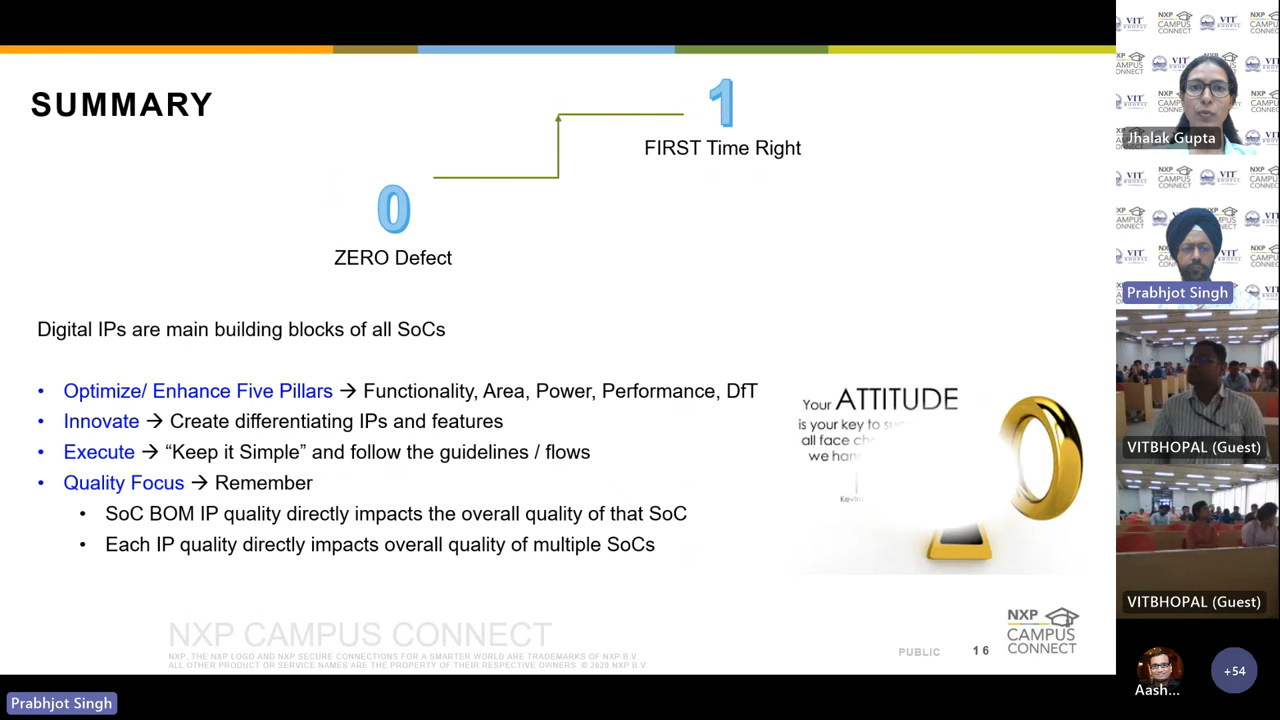 SUMMARY
1
FIRST Time Right
0
ZERO Defect
Digital IPs are main building blocks of all SoCs
• Optimize/ Enhance Five Pillars → Functionality, Area, Power, Performance, DfT
• Innovate → Create differentiating IPs and features
• Execute → “Keep it Simple” and follow the guidelines / flows
• Quality Focus → Remember
• SoC BOM IP quality directly impacts the overall quality of that SoC
• Each IP quality directly impacts overall quality of multiple SoCs
Your ATTITUDE
is your key to
all face
we
NXP CAMPUS CONNECT
NXP, THE NXP LOGO AND NXP SECURE CONNECTIONS FOR A SMARTER WORLD ARE TRADEMARKS OF NXP B.V.
ALL OTHER PRODUCT OR SERVICE NAMES ARE THE PROPERTY OF THEIR RESPECTIVE OWNERS. © 2020 NXP B.V.
PUBLIC
16
NXP
CAMPUS
CONNECT
Prabhjot Singh
Jhalak Gupta
Prabhjot Singh
VITBHOPAL (Guest)
VITBHOPAL (Guest)
Aash...
+54